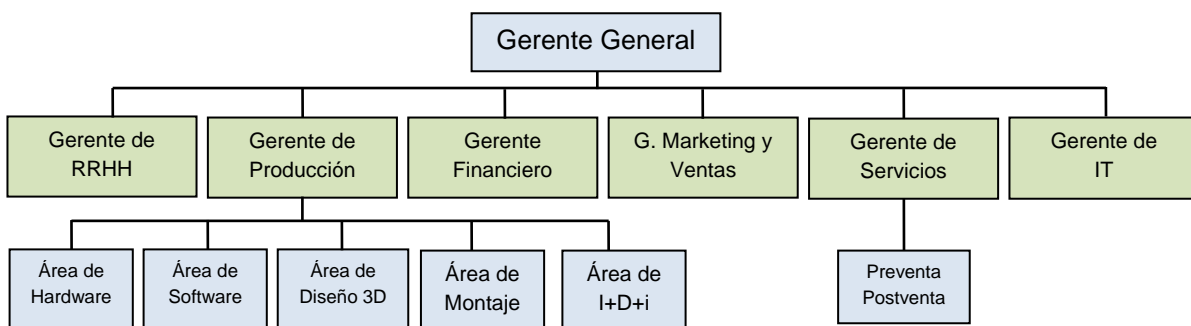 Gerente General
Gerente de
RRHH
Gerente de
Producción
Gerente
Financiero
G. Marketing y
Ventas
Gerente de
Servicios
Gerente de
IT
Área de
Hardware
Área de
Software
Área de
Diseño 3D
Área de
Montaje
Área de
I+D+i
Preventa
Postventa